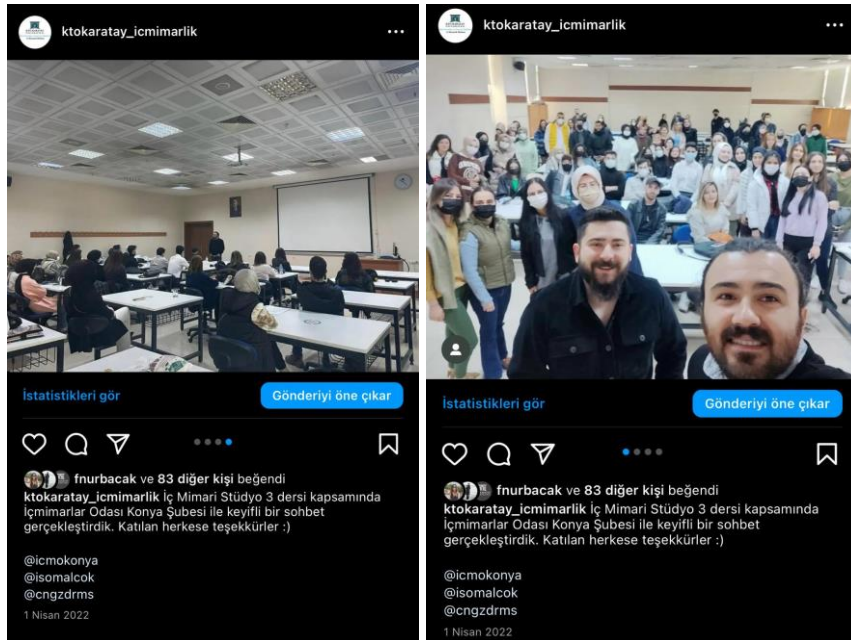 ktokaratay_icmimarlik
İstatistikleri gör
Gönderiyi öne çıkar
fnurbacak ve 83 diğer kişi beğendi
ktokaratay_icmimarlik İç Mimari Stüdyo 3 dersi kapsamında
İçmimarlar Odası Konya Şubesi ile keyifli bir sohbet
gerçekleştirdik. Katılan herkese teşekkürler :)
@icmokonya
@isomalcok
@cngzdrms
1 Nisan 2022
ktokaratay_icmimarlik
İstatistikleri gör
Gönderiyi öne çıkar
fnurbacak ve 83 diğer kişi beğendi
ktokaratay_icmimarlik İç Mimari Stüdyo 3 dersi kapsamında
İçmimarlar Odası Konya Şubesi ile keyifli bir sohbet
gerçekleştirdik. Katılan herkese teşekkürler :)
@icmokonya
@isomalcok
@cngzdrms
1 Nisan 2022